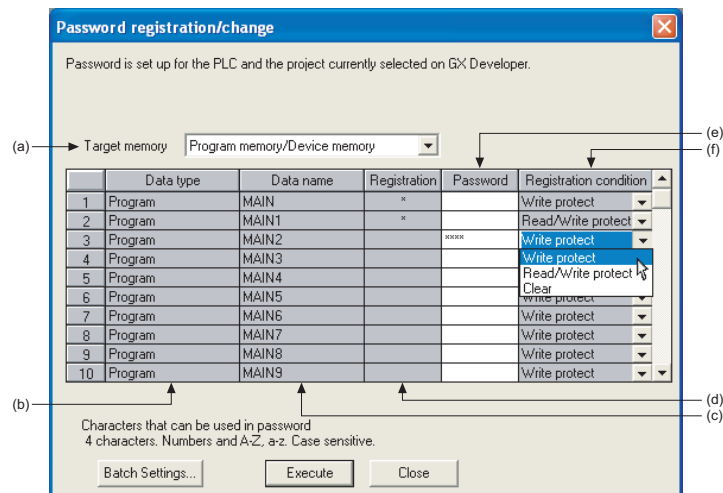 Password registration/change
Password is set up for the PLC and the project currently selected on GX Developer.
(e)
(f)
(a) Target memory Program memory/Device memory
Data type Data name Registration Password Registration condition
1 Program MAIN * Write protect
2 Program MAIN1 * Read/Write protect
3 Program MAIN2 **** Write protect
4 Program MAIN3 Write protect
5 Program MAIN4 Read/Write protect
Clear
6 Program MAIN5 Write protect
7 Program MAIN6 Write protect
8 Program MAIN7 Write protect
9 Program MAIN8 Write protect
10 Program MAIN9 Write protect
(b)
(d)
(c)
Characters that can be used in password
4 characters. Numbers and A-Z, a-z. Case sensitive.
Batch Settings... Execute Close